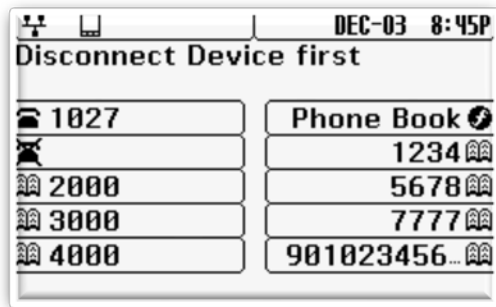 DEC-03 8:45P
Disconnect Device first
1027 Phone Book
1234
2000 5678
3000 7777
4000 901023456...